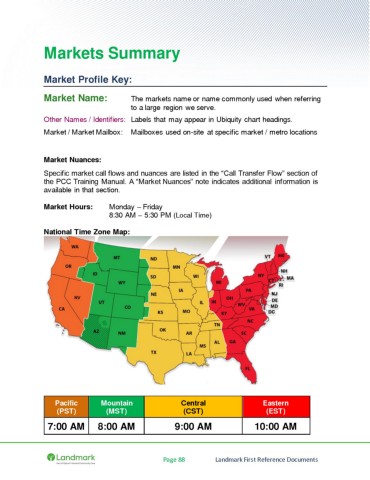 Markets Summary
Market Profile Key:
Market Name: The markets name or name commonly used when referring
to a large region we serve.
Other Names / Identifiers: Labels that may appear in Ubiquity chart headings.
Market / Market Mailbox: Mailboxes used on-site at specific market / metro locations
Market Nuances:
Specific market call flows and nuances are listed in the “Call Transfer Flow” section of
the PCC Training Manual. A “Market Nuances” note indicates additional information is
available in that section.
Market Hours: Monday – Friday
8:30 AM – 5:30 PM (Local Time)
National Time Zone Map:
WA
MT
ND
MN
VT
ME
OR
ID
SD
WI
MI
NY
NH
MA
RI
WY
IA
PA
NJ
NV
NE
IL
IN
OH
DE
MD
DC
UT
CO
WV
VA
CA
KS
MO
KY
NC
TN
AZ
NM
OK
AR
SC
MS
AL
GA
TX
LA
FL
Pacific Mountain Central Eastern
(PST) (MST) (CST) (EST)
7:00 AM 8:00 AM 9:00 AM 10:00 AM
Landmark Page 88 Landmark First Reference Documents